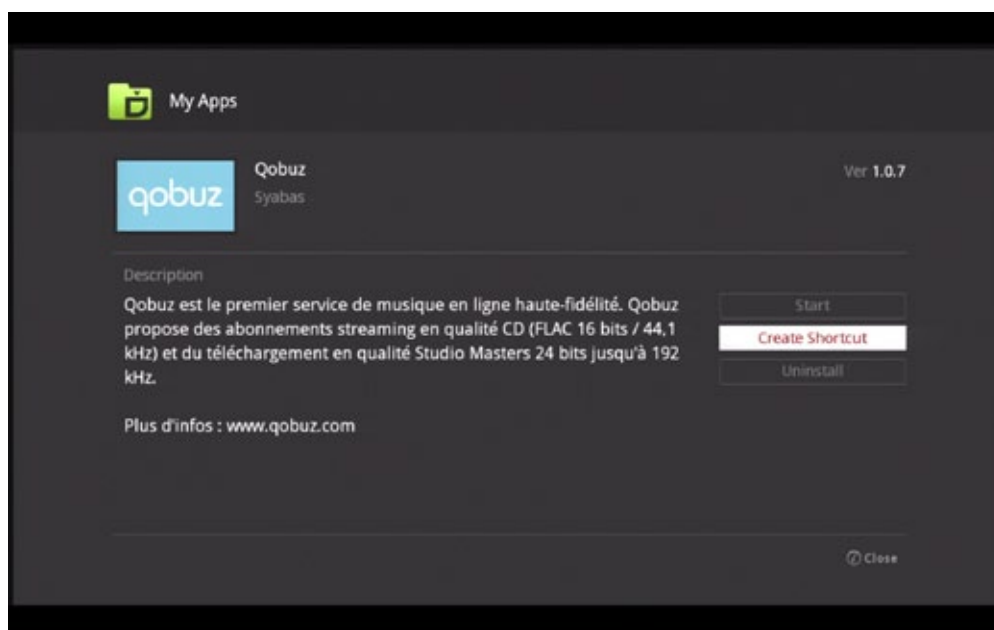 My Apps
qobuz
Qobuz
Syabas
Ver 1.0.7
Description
Qobuz est le premier service de musique en ligne haute-fidélité. Qobuz
propose des abonnements streaming en qualité CD (FLAC 16 bits / 44,1
kHz) et du téléchargement en qualité Studio Masters 24 bits jusqu'à 192
kHz.
Plus d'infos : www.qobuz.com
Start
Create Shortcut
Uninstall
Close